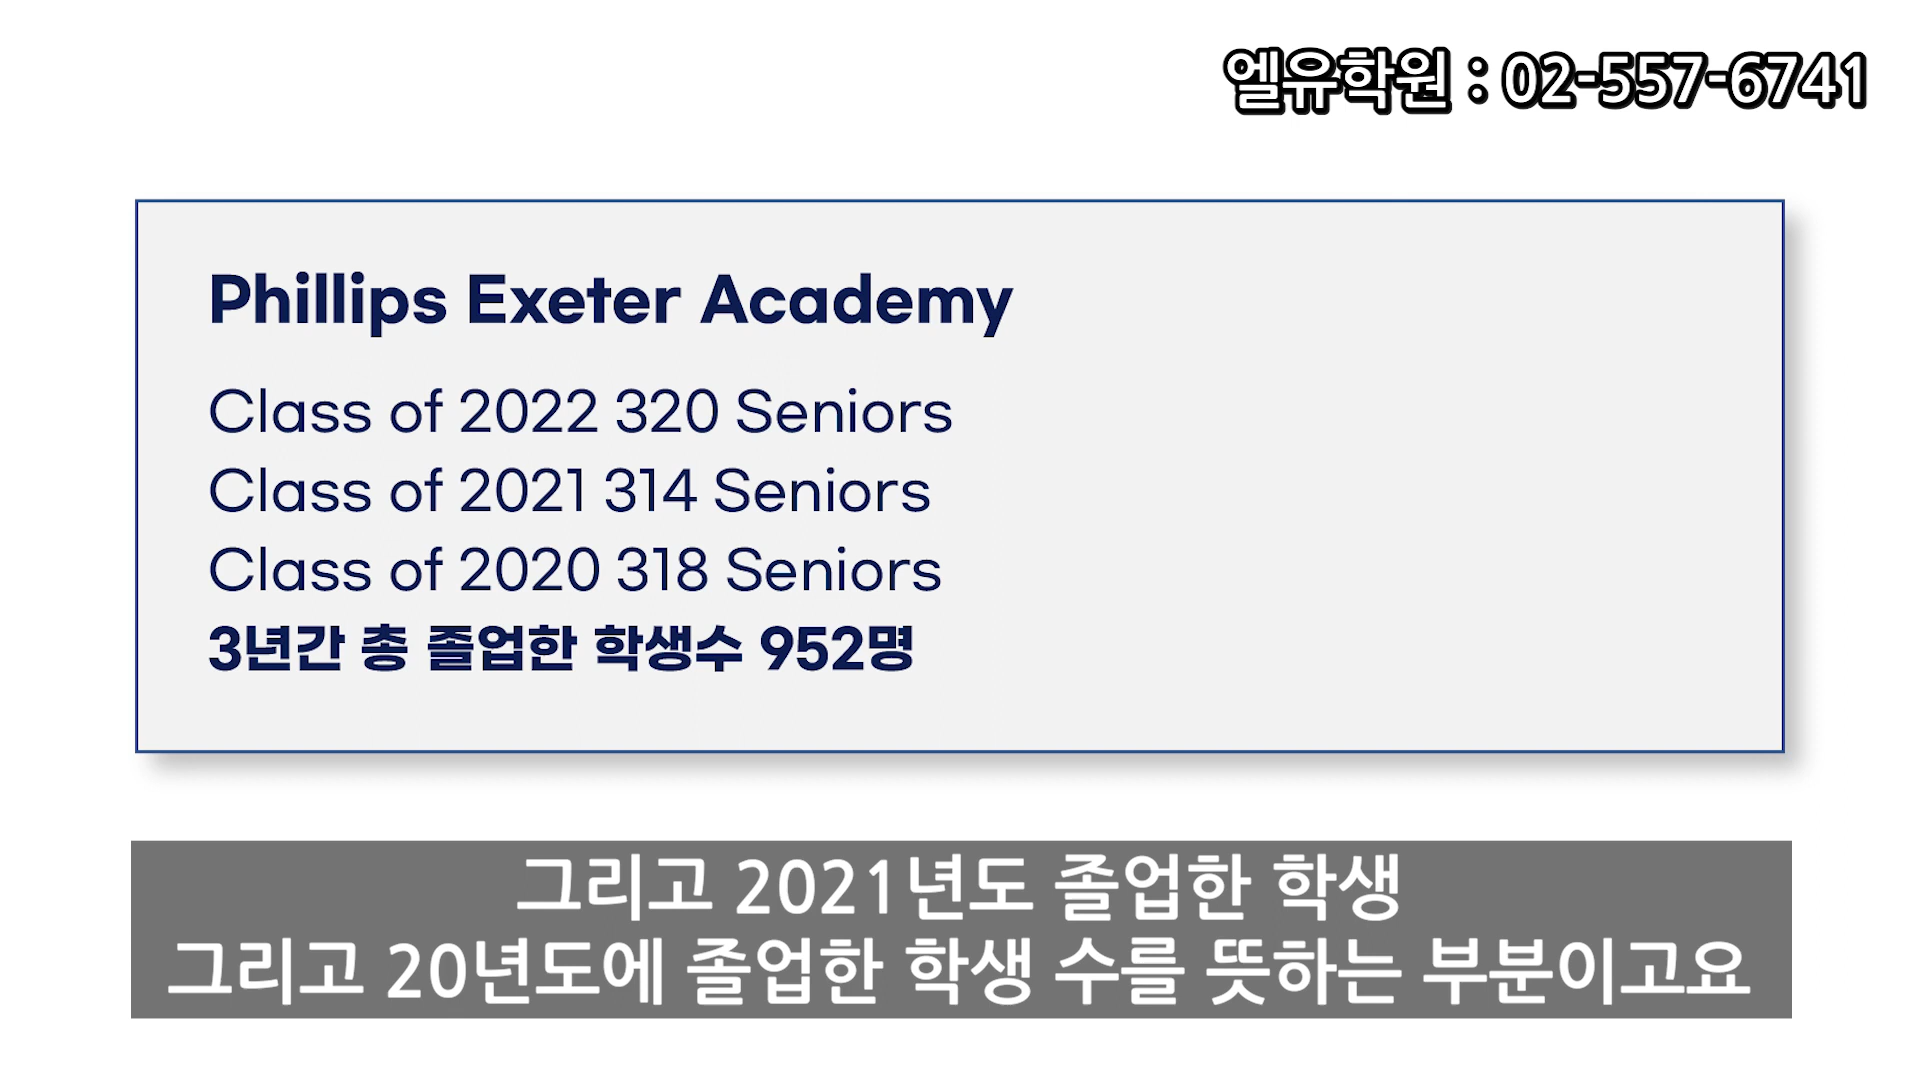 엘유학원 : 02-557-6741
Phillips Exeter Academy
Class of 2022 320 Seniors
Class of 2021 314 Seniors
Class of 2020 318 Seniors
3년간 총 졸업한 학생수 952명
그리고 2021년도 졸업한 학생
그리고 20년도에 졸업한 학생 수를 뜻하는 부분이고요